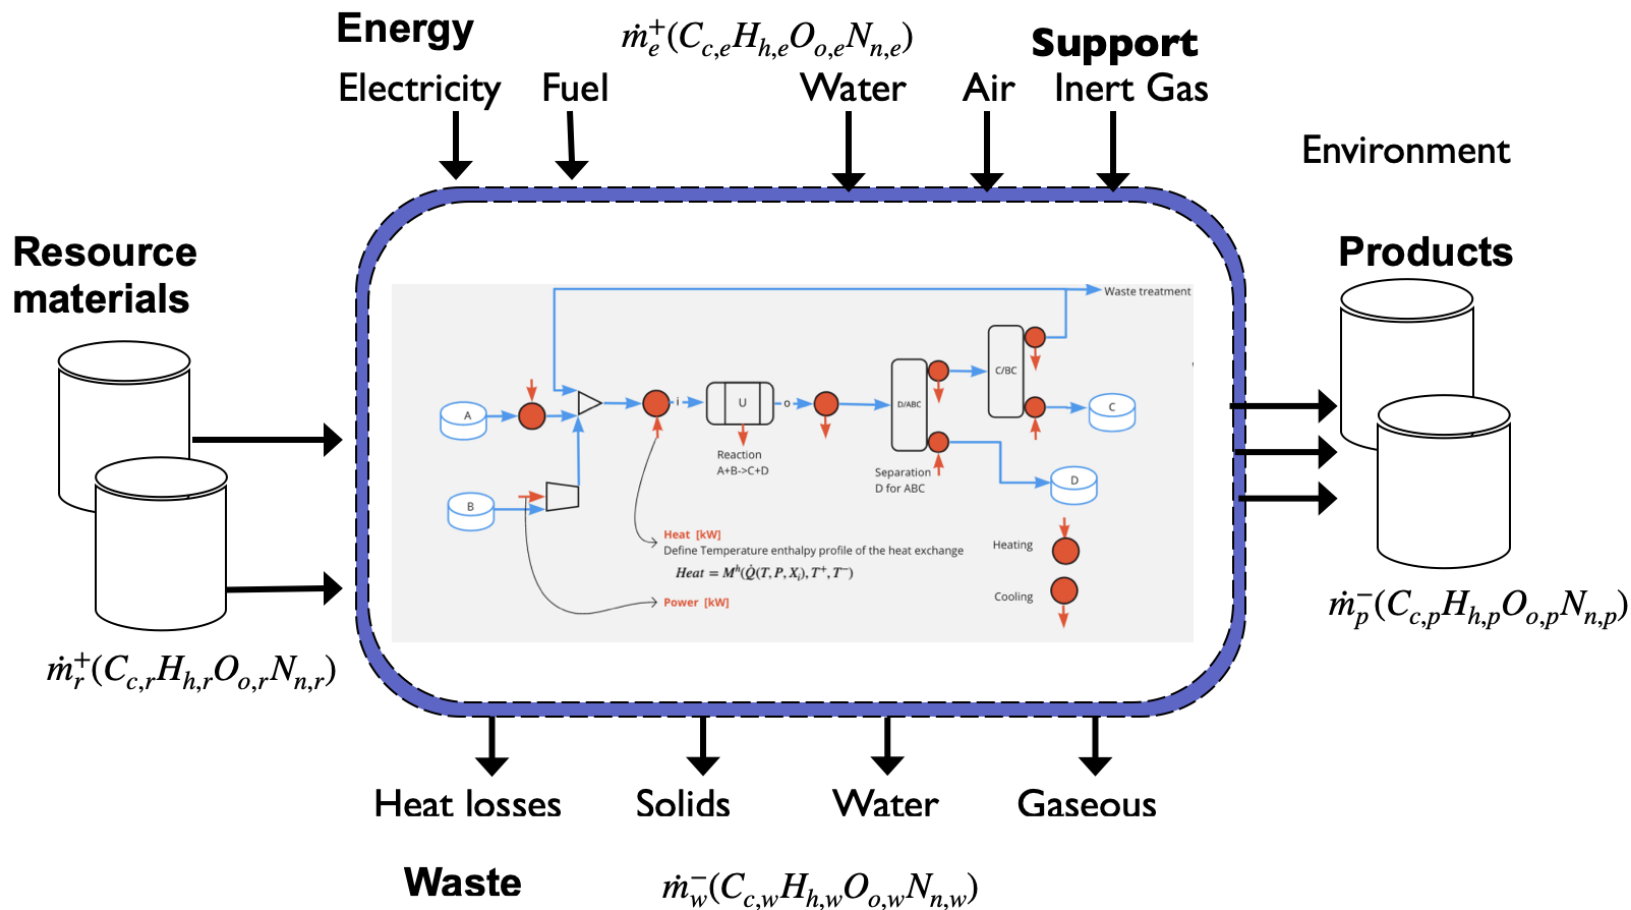 Energy
ṁ⁺ₑ(C_{c,e}H_{h,e}O_{o,e}N_{n,e})
Support
Electricity
Fuel
Water
Air
Inert Gas
Environment
Resource
materials
Products
Waste treatment
A
i
U
o
D/ABC
C/BC
C
Reaction
A+B->C+D
B
Separation
D for ABC
D
Heat [kW]
Define Temperature enthalpy profile of the heat exchange
Heat = Mʰ(Q̇(T, P, Xᵢ), T⁺, T⁻)
Power [kW]
Heating
Cooling
ṁ⁺ᵣ(C_{c,r}H_{h,r}O_{o,r}N_{n,r})
ṁ⁻ₚ(C_{c,p}H_{h,p}O_{o,p}N_{n,p})
Heat losses
Solids
Water
Gaseous
Waste
ṁ⁻_w(C_{c,w}H_{h,w}O_{o,w}N_{n,w})